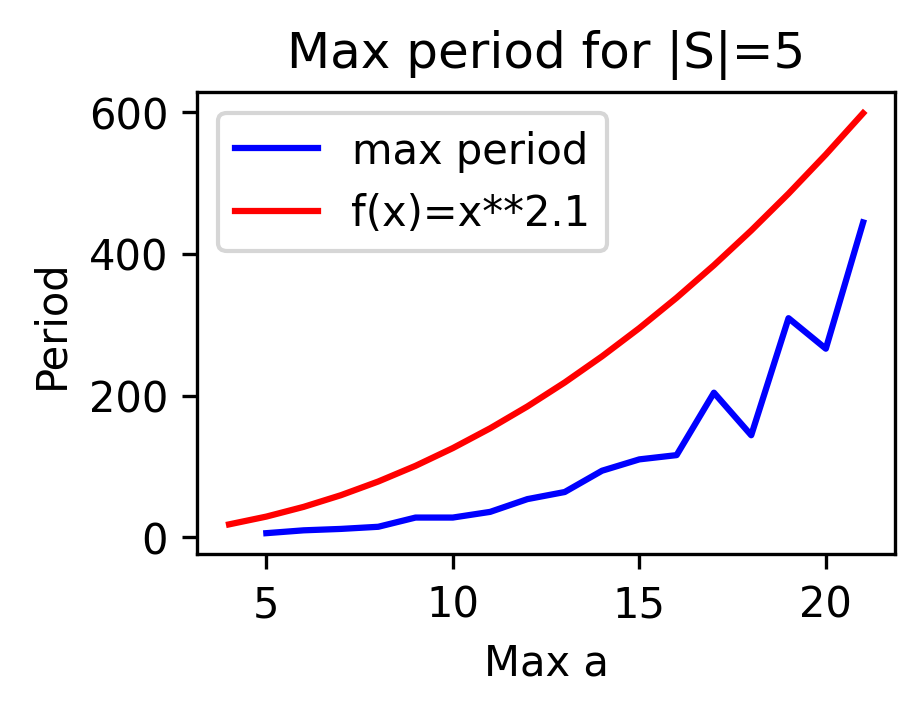 Max period for |S|=5
max period
f(x)=x**2.1
Period
600
400
200
0
5 10 15 20
Max a